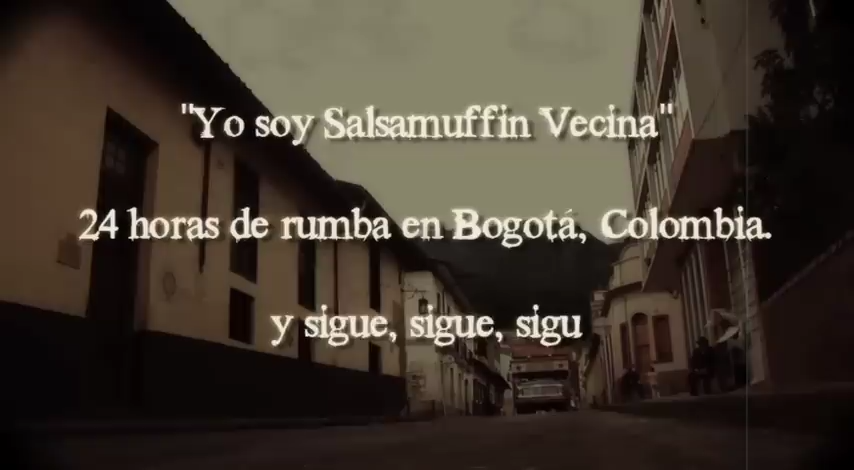 "Yo soy Salsamuffin Vecina"
24 horas de rumba en Bogotá, Colombia.
y sigue, sigue, sigu